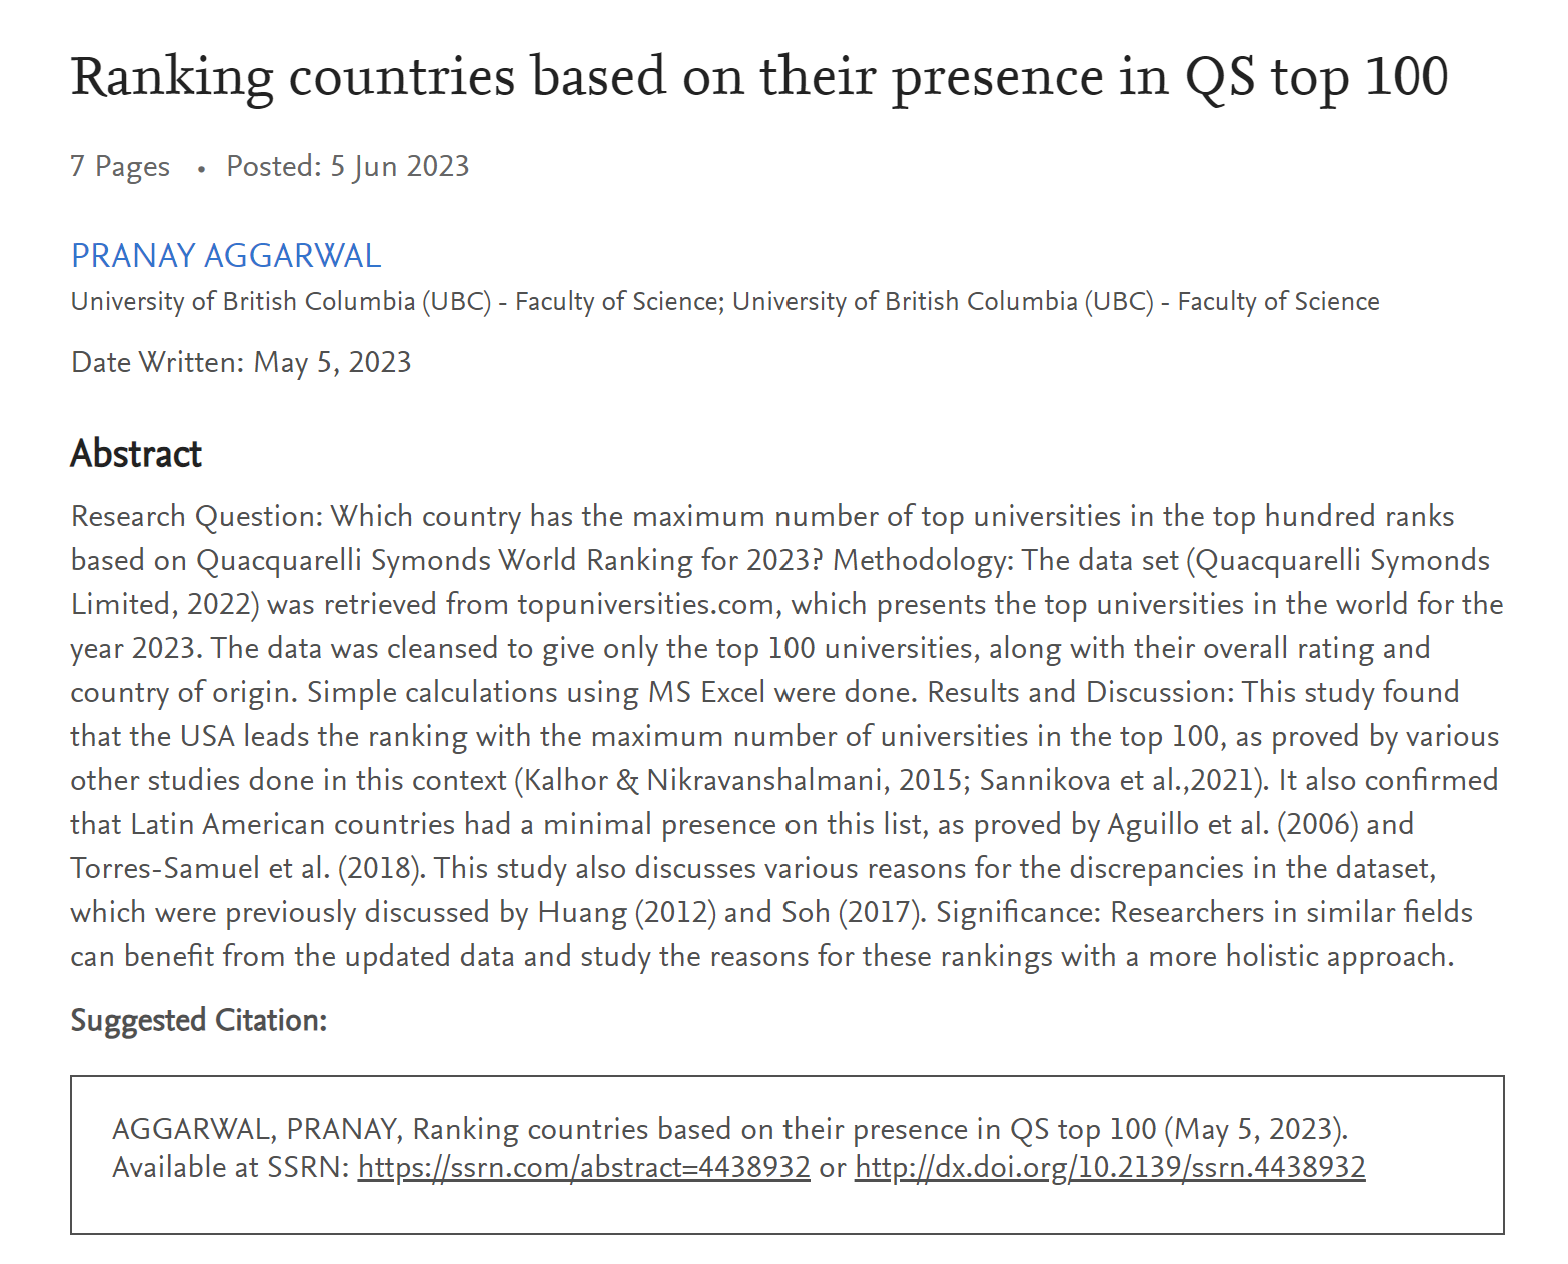 Ranking countries based on their presence in QS top 100
7 Pages • Posted: 5 Jun 2023
PRANAY AGGARWAL
University of British Columbia (UBC) - Faculty of Science; University of British Columbia (UBC) - Faculty of Science
Date Written: May 5, 2023
Abstract
Research Question: Which country has the maximum number of top universities in the top hundred ranks
based on Quacquarelli Symonds World Ranking for 2023? Methodology: The data set (Quacquarelli Symonds
Limited, 2022) was retrieved from topuniversities.com, which presents the top universities in the world for the
year 2023. The data was cleansed to give only the top 100 universities, along with their overall rating and
country of origin. Simple calculations using MS Excel were done. Results and Discussion: This study found
that the USA leads the ranking with the maximum number of universities in the top 100, as proved by various
other studies done in this context (Kalhor & Nikravanshalmani, 2015; Sannikova et al.,2021). It also confirmed
that Latin American countries had a minimal presence on this list, as proved by Aguillo et al. (2006) and
Torres-Samuel et al. (2018). This study also discusses various reasons for the discrepancies in the dataset,
which were previously discussed by Huang (2012) and Soh (2017). Significance: Researchers in similar fields
can benefit from the updated data and study the reasons for these rankings with a more holistic approach.
Suggested Citation:
AGGARWAL, PRANAY, Ranking countries based on their presence in QS top 100 (May 5, 2023).
Available at SSRN: https://ssrn.com/abstract=4438932 or http://dx.doi.org/10.2139/ssrn.4438932